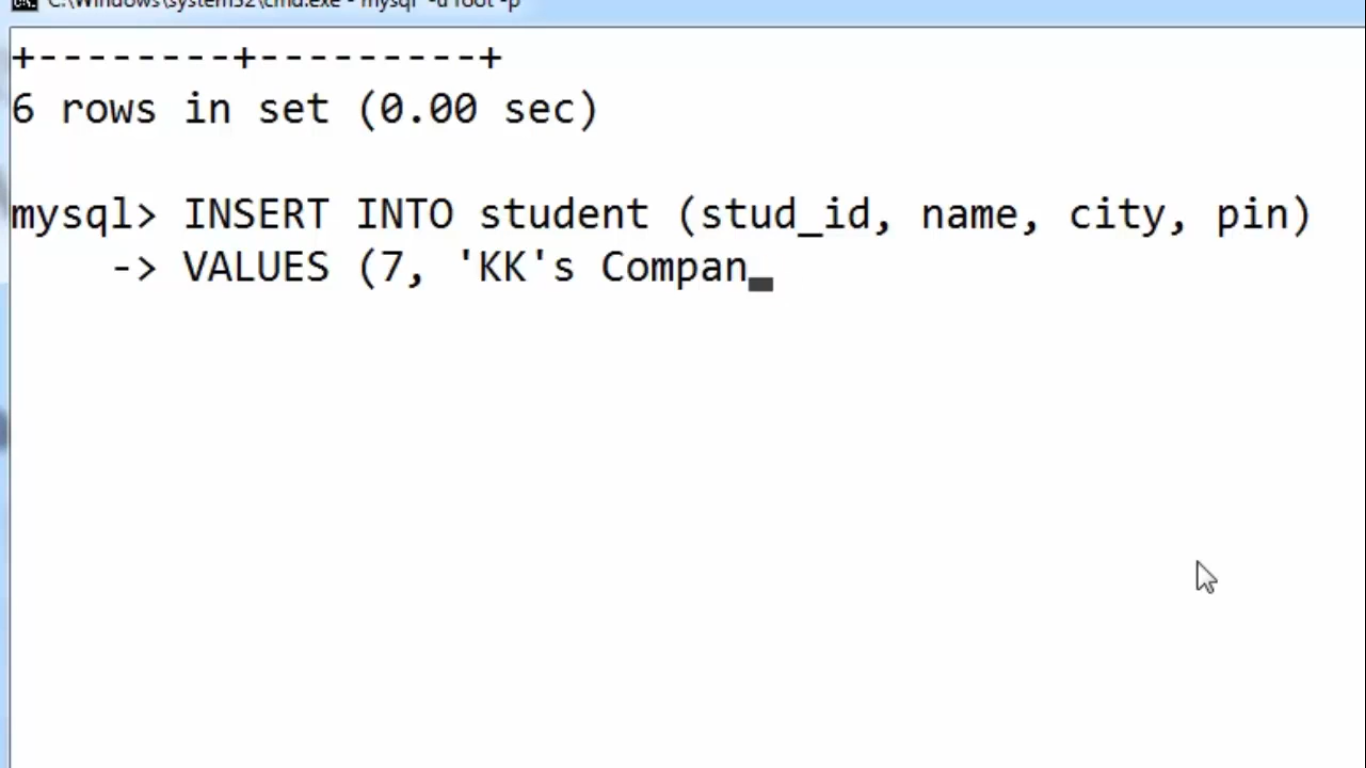 C:\Windows\system32\cmd.exe - mysql -u root -p
+--------+---------+
6 rows in set (0.00 sec)
mysql> INSERT INTO student (stud_id, name, city, pin)
-> VALUES (7, 'KK's Compan